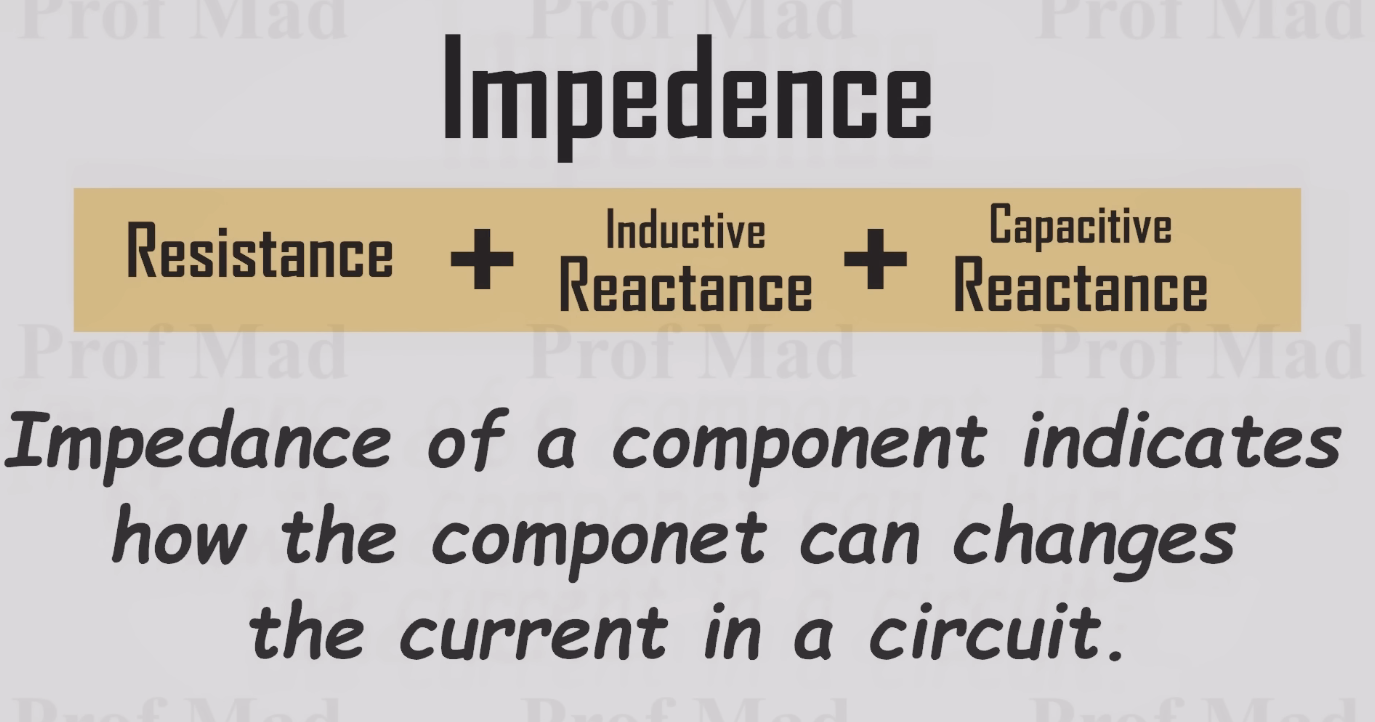 Prof Mad Prof Mad Prof Mad
Impedence
Resistance + Inductive Reactance + Capacitive Reactance
Prof Mad Prof Mad Prof Mad
Impedance of a component indicates
how the componet can changes
the current in a circuit.
Prof Mad Prof Mad Prof Mad